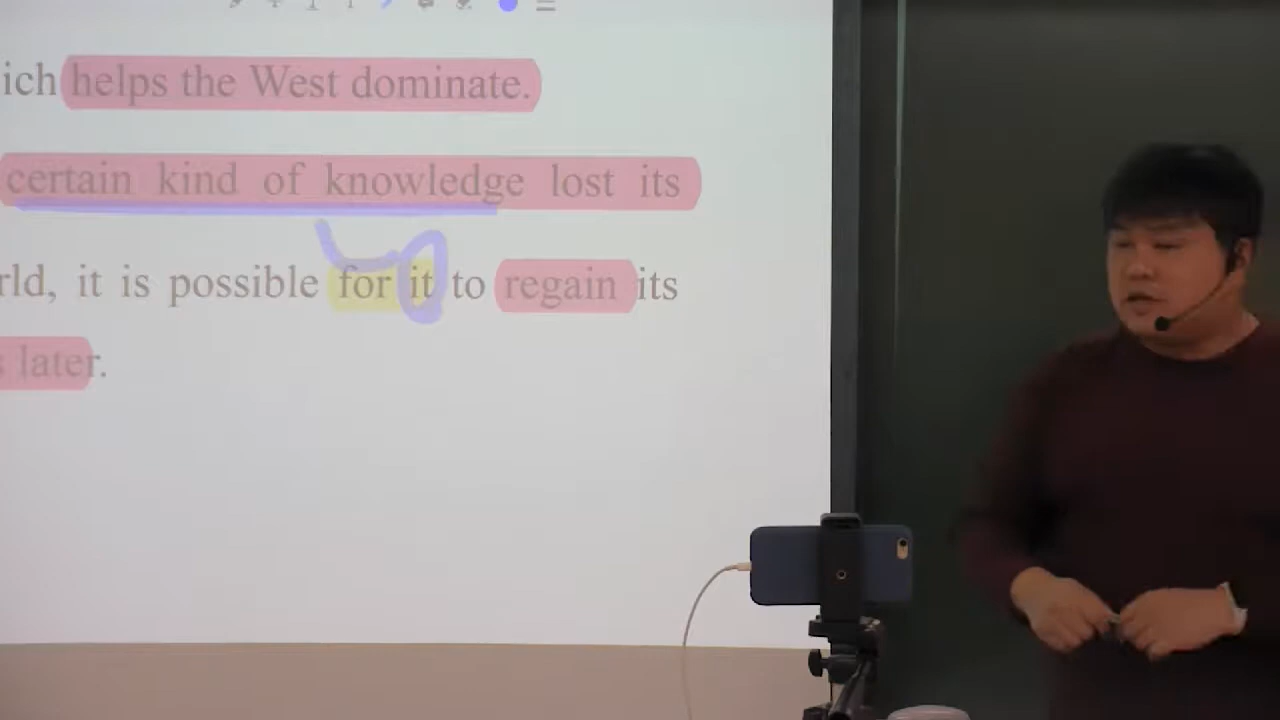 ich helps the West dominate.
certain kind of knowledge lost its
rld, it is possible for it to regain its
s later.